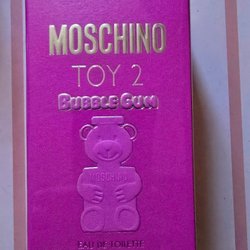 MOSCHINO
TOY 2
BUBBLE GUM
MOSCHINO
EAU DE TOILETTE